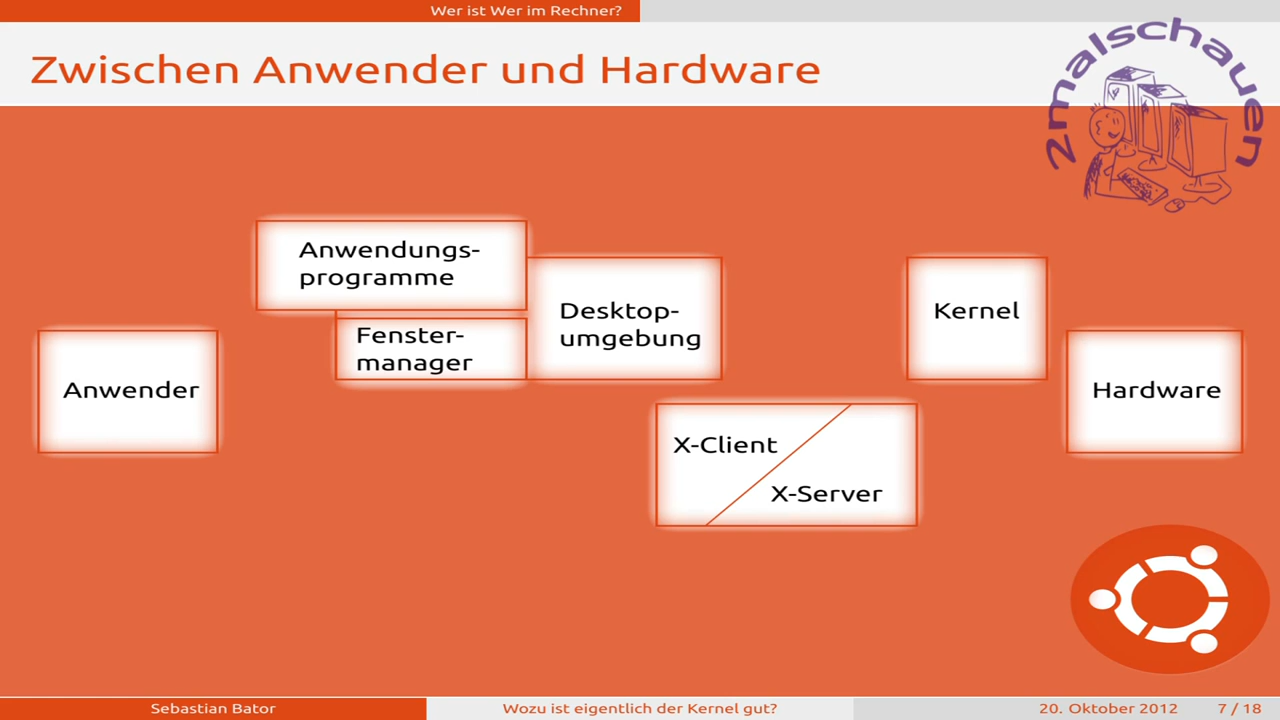 Wer ist Wer im Rechner?
Zwischen Anwender und Hardware
2malschauen
Anwendungs-
programme
Fenster-
manager
Desktop-
umgebung
Kernel
Anwender
Hardware
X-Client
X-Server
Sebastian Bator
Wozu ist eigentlich der Kernel gut?
20. Oktober 2012
7 / 18